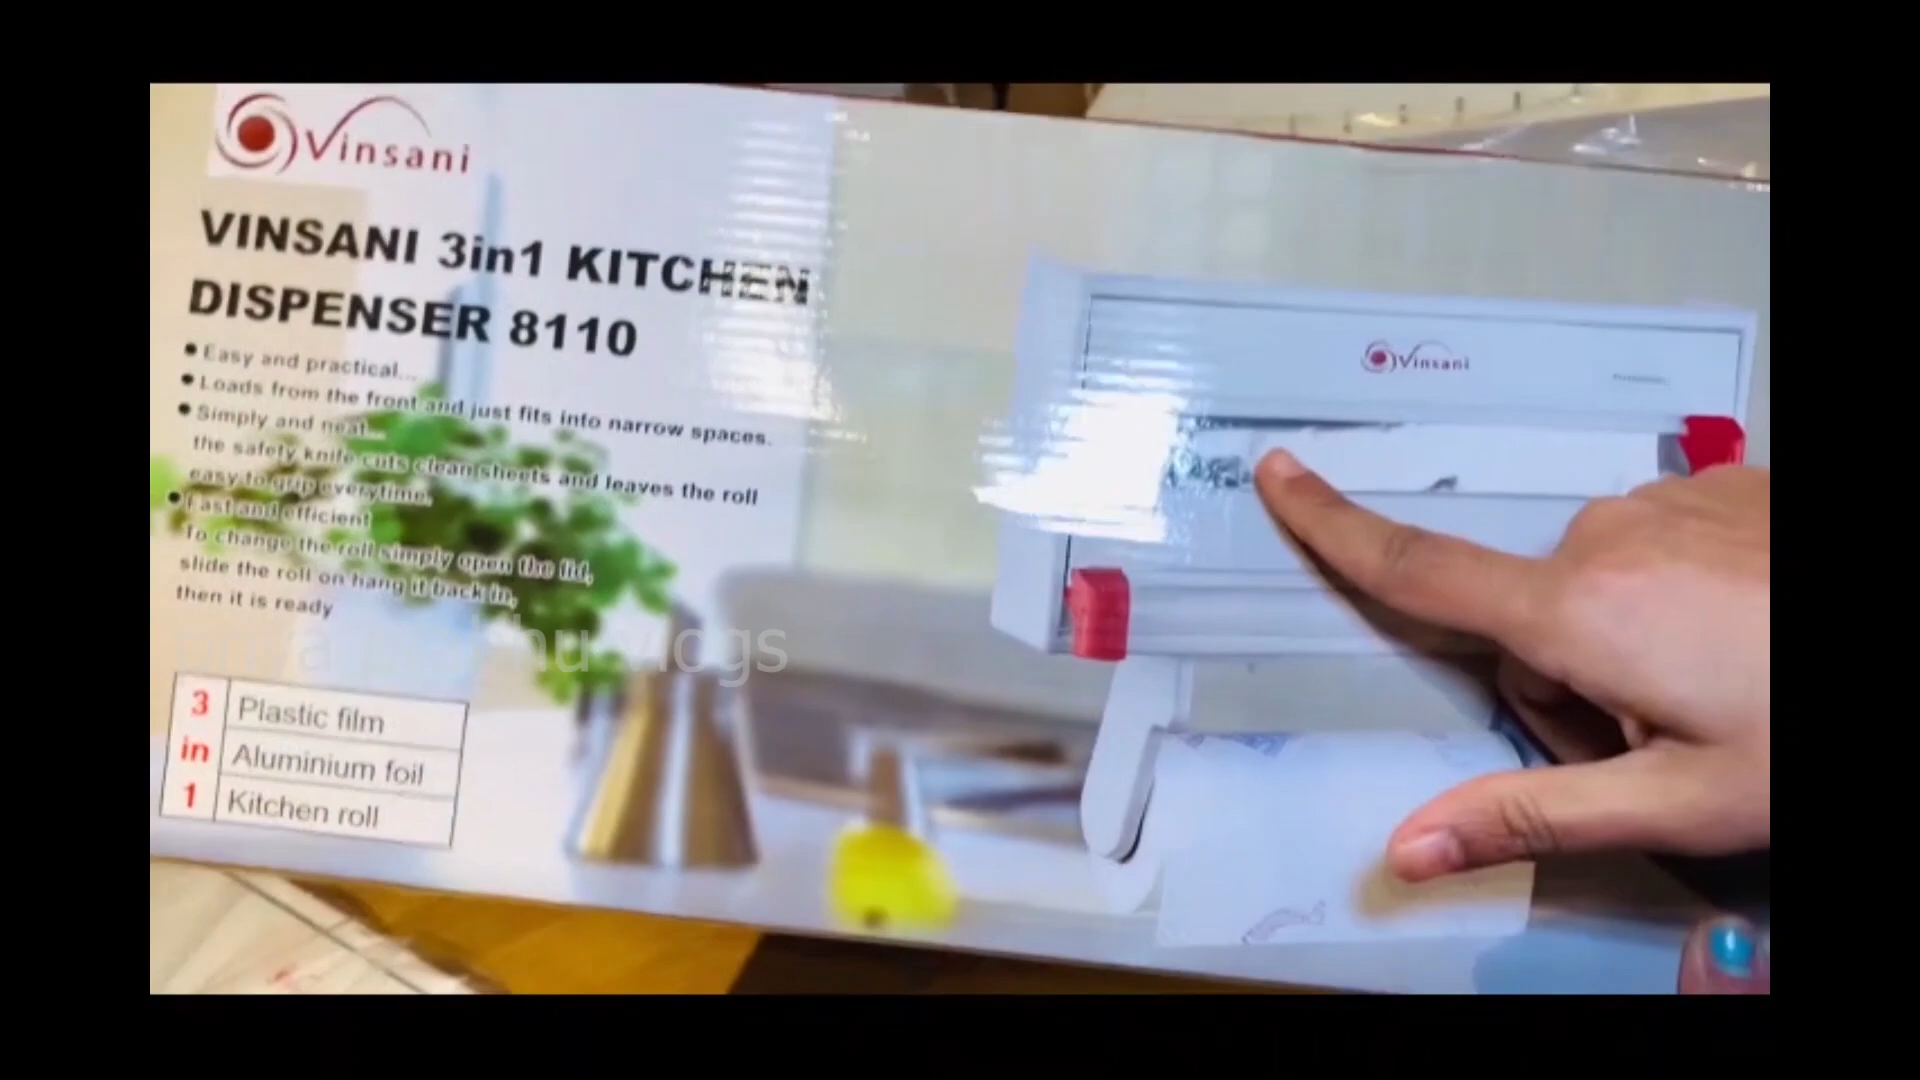 Vinsani
VINSANI 3in1 KITCHEN
DISPENSER 8110
Easy and practical...
Loads from the front and just fits into narrow spaces.
Simply and neat...
the safety knife cuts clean sheets and leaves the roll
easy to grip everytime.
Fast and efficient
To change the roll simply open the lid,
slide the roll on hang it back in,
then it is ready
vlogs
3 Plastic film
in Aluminium foil
1 Kitchen roll
Vinsani